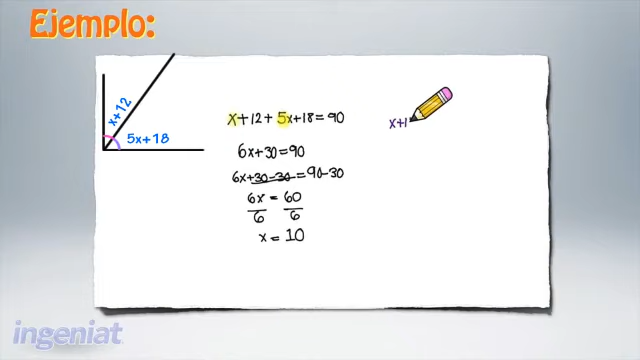 Ejemplo:
x+12
5x+18
x+12+5x+18=90
6x+30=90
6x+30-30=90-30
6x = 60
6 6
x = 10
x+1
ingeniat